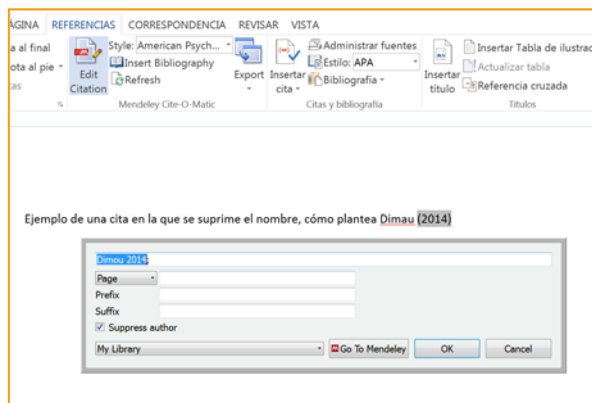 ÁGINA REFERENCIAS CORRESPONDENCIA REVISAR VISTA
a al final
ota al pie
as
Edit
Citation
Style: American Psych...
Insert Bibliography
Refresh
Export
Mendeley Cite-O-Matic
Insertar
cita
Administrar fuentes
Estilo: APA
Bibliografía
Citas y bibliografía
Insertar
título
Insertar Tabla de ilustrac
Actualizar tabla
Referencia cruzada
Títulos
Ejemplo de una cita en la que se suprime el nombre, cómo plantea Dimau (2014)
Dimou 2014;
Page
Prefix
Suffix
Suppress author
My Library
Go To Mendeley
OK
Cancel